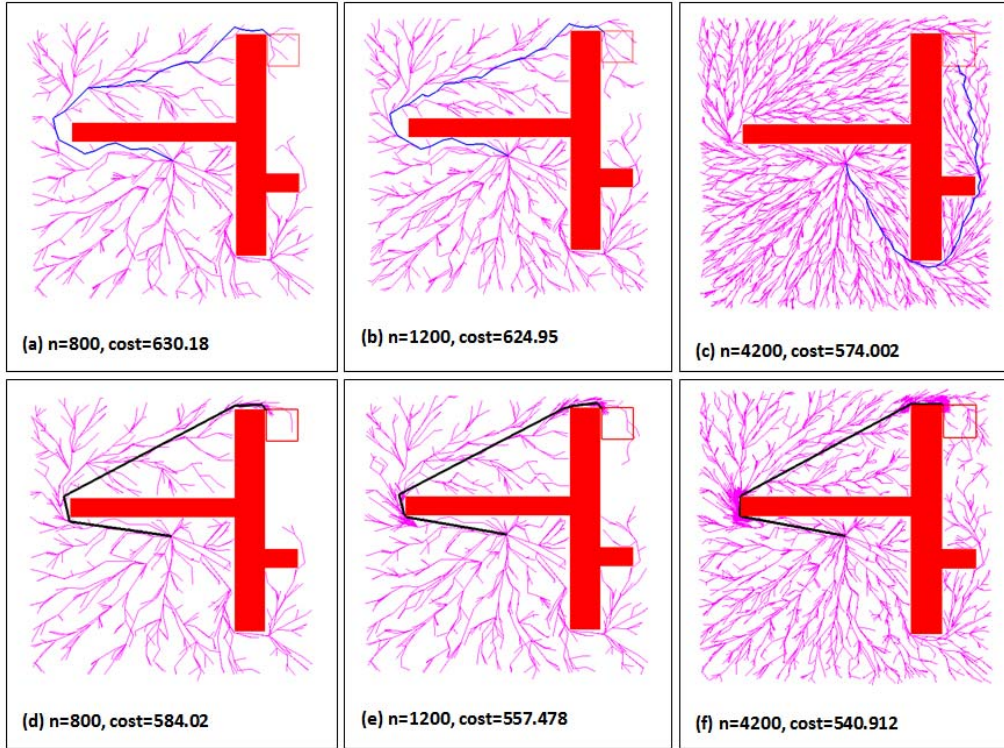 (a) n=800, cost=630.18
(b) n=1200, cost=624.95
(c) n=4200, cost=574.002
(d) n=800, cost=584.02
(e) n=1200, cost=557.478
(f) n=4200, cost=540.912